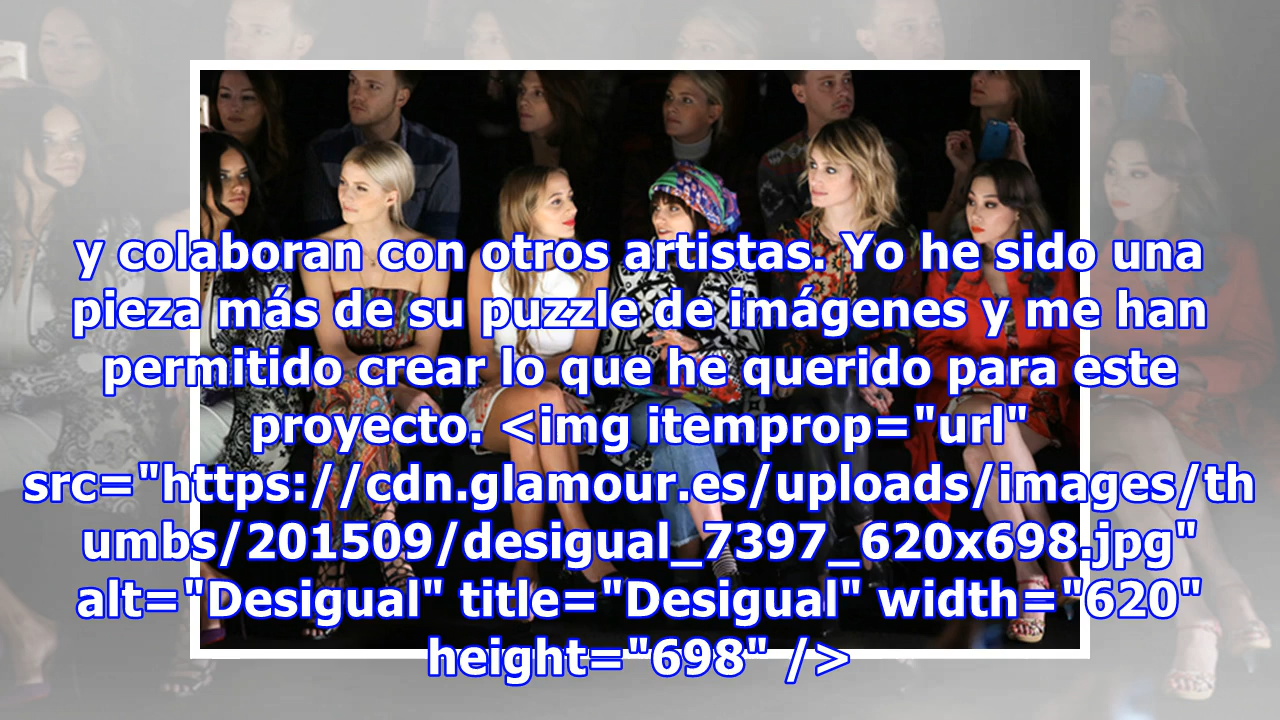 y colaboran con otros artistas. Yo he sido una
pieza más de su puzzle de imágenes y me han
permitido crear lo que he querido para este
proyecto. <img itemprop="url"
src="https://cdn.glamour.es/uploads/images/th
umbs/201509/desigual_7397_620x698.jpg"
alt="Desigual" title="Desigual" width="620"
height="698" />